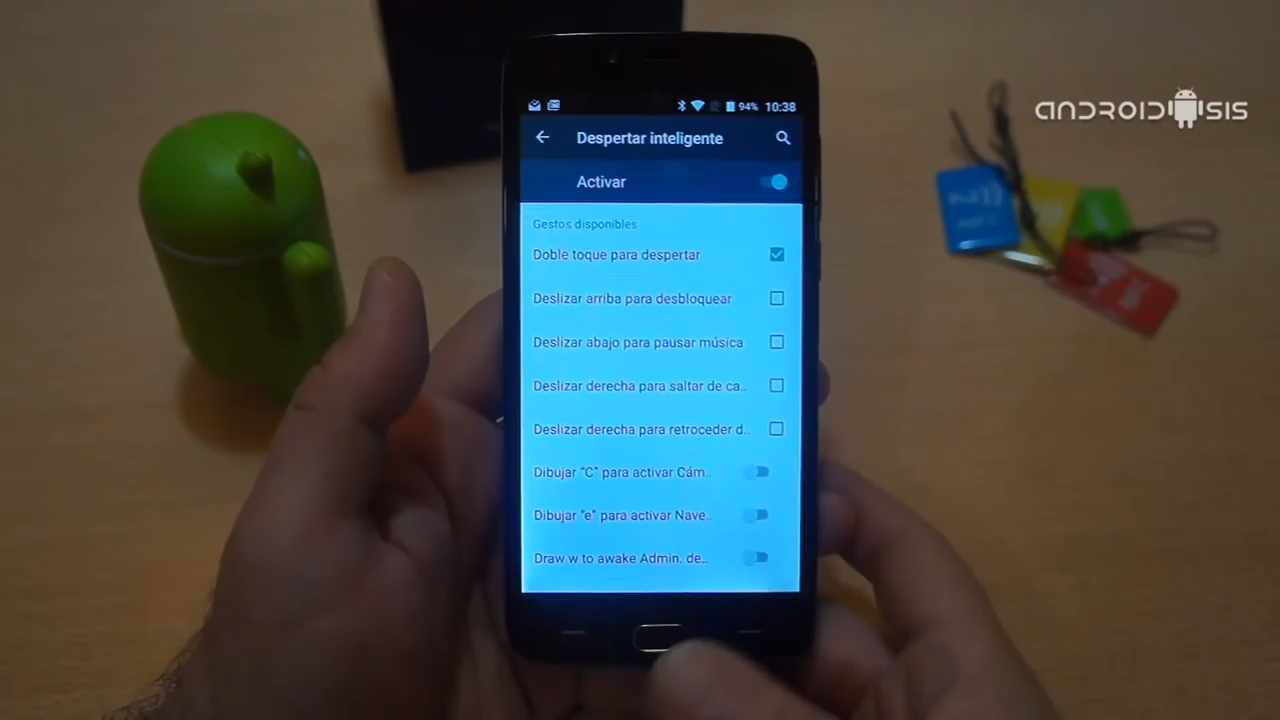 94% 10:38
ANDROIDSIS
Despertar inteligente
Activar
Gestos disponibles
Doble toque para despertar
Deslizar arriba para desbloquear
Deslizar abajo para pausar música
Deslizar derecha para saltar de ca..
Deslizar derecha para retroceder d..
Dibujar "C" para activar Cám..
Dibujar "e" para activar Nave..
Draw w to awake Admin. de..